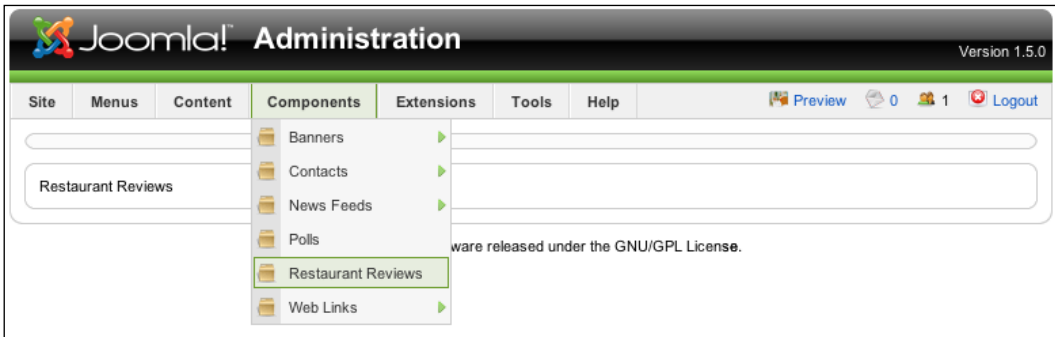 Joomla!™ Administration
Version 1.5.0
Site Menus Content Components Extensions Tools Help Preview 0 1 Logout
Banners
Contacts
Restaurant Reviews
News Feeds
Polls
ware released under the GNU/GPL License.
Restaurant Reviews
Web Links